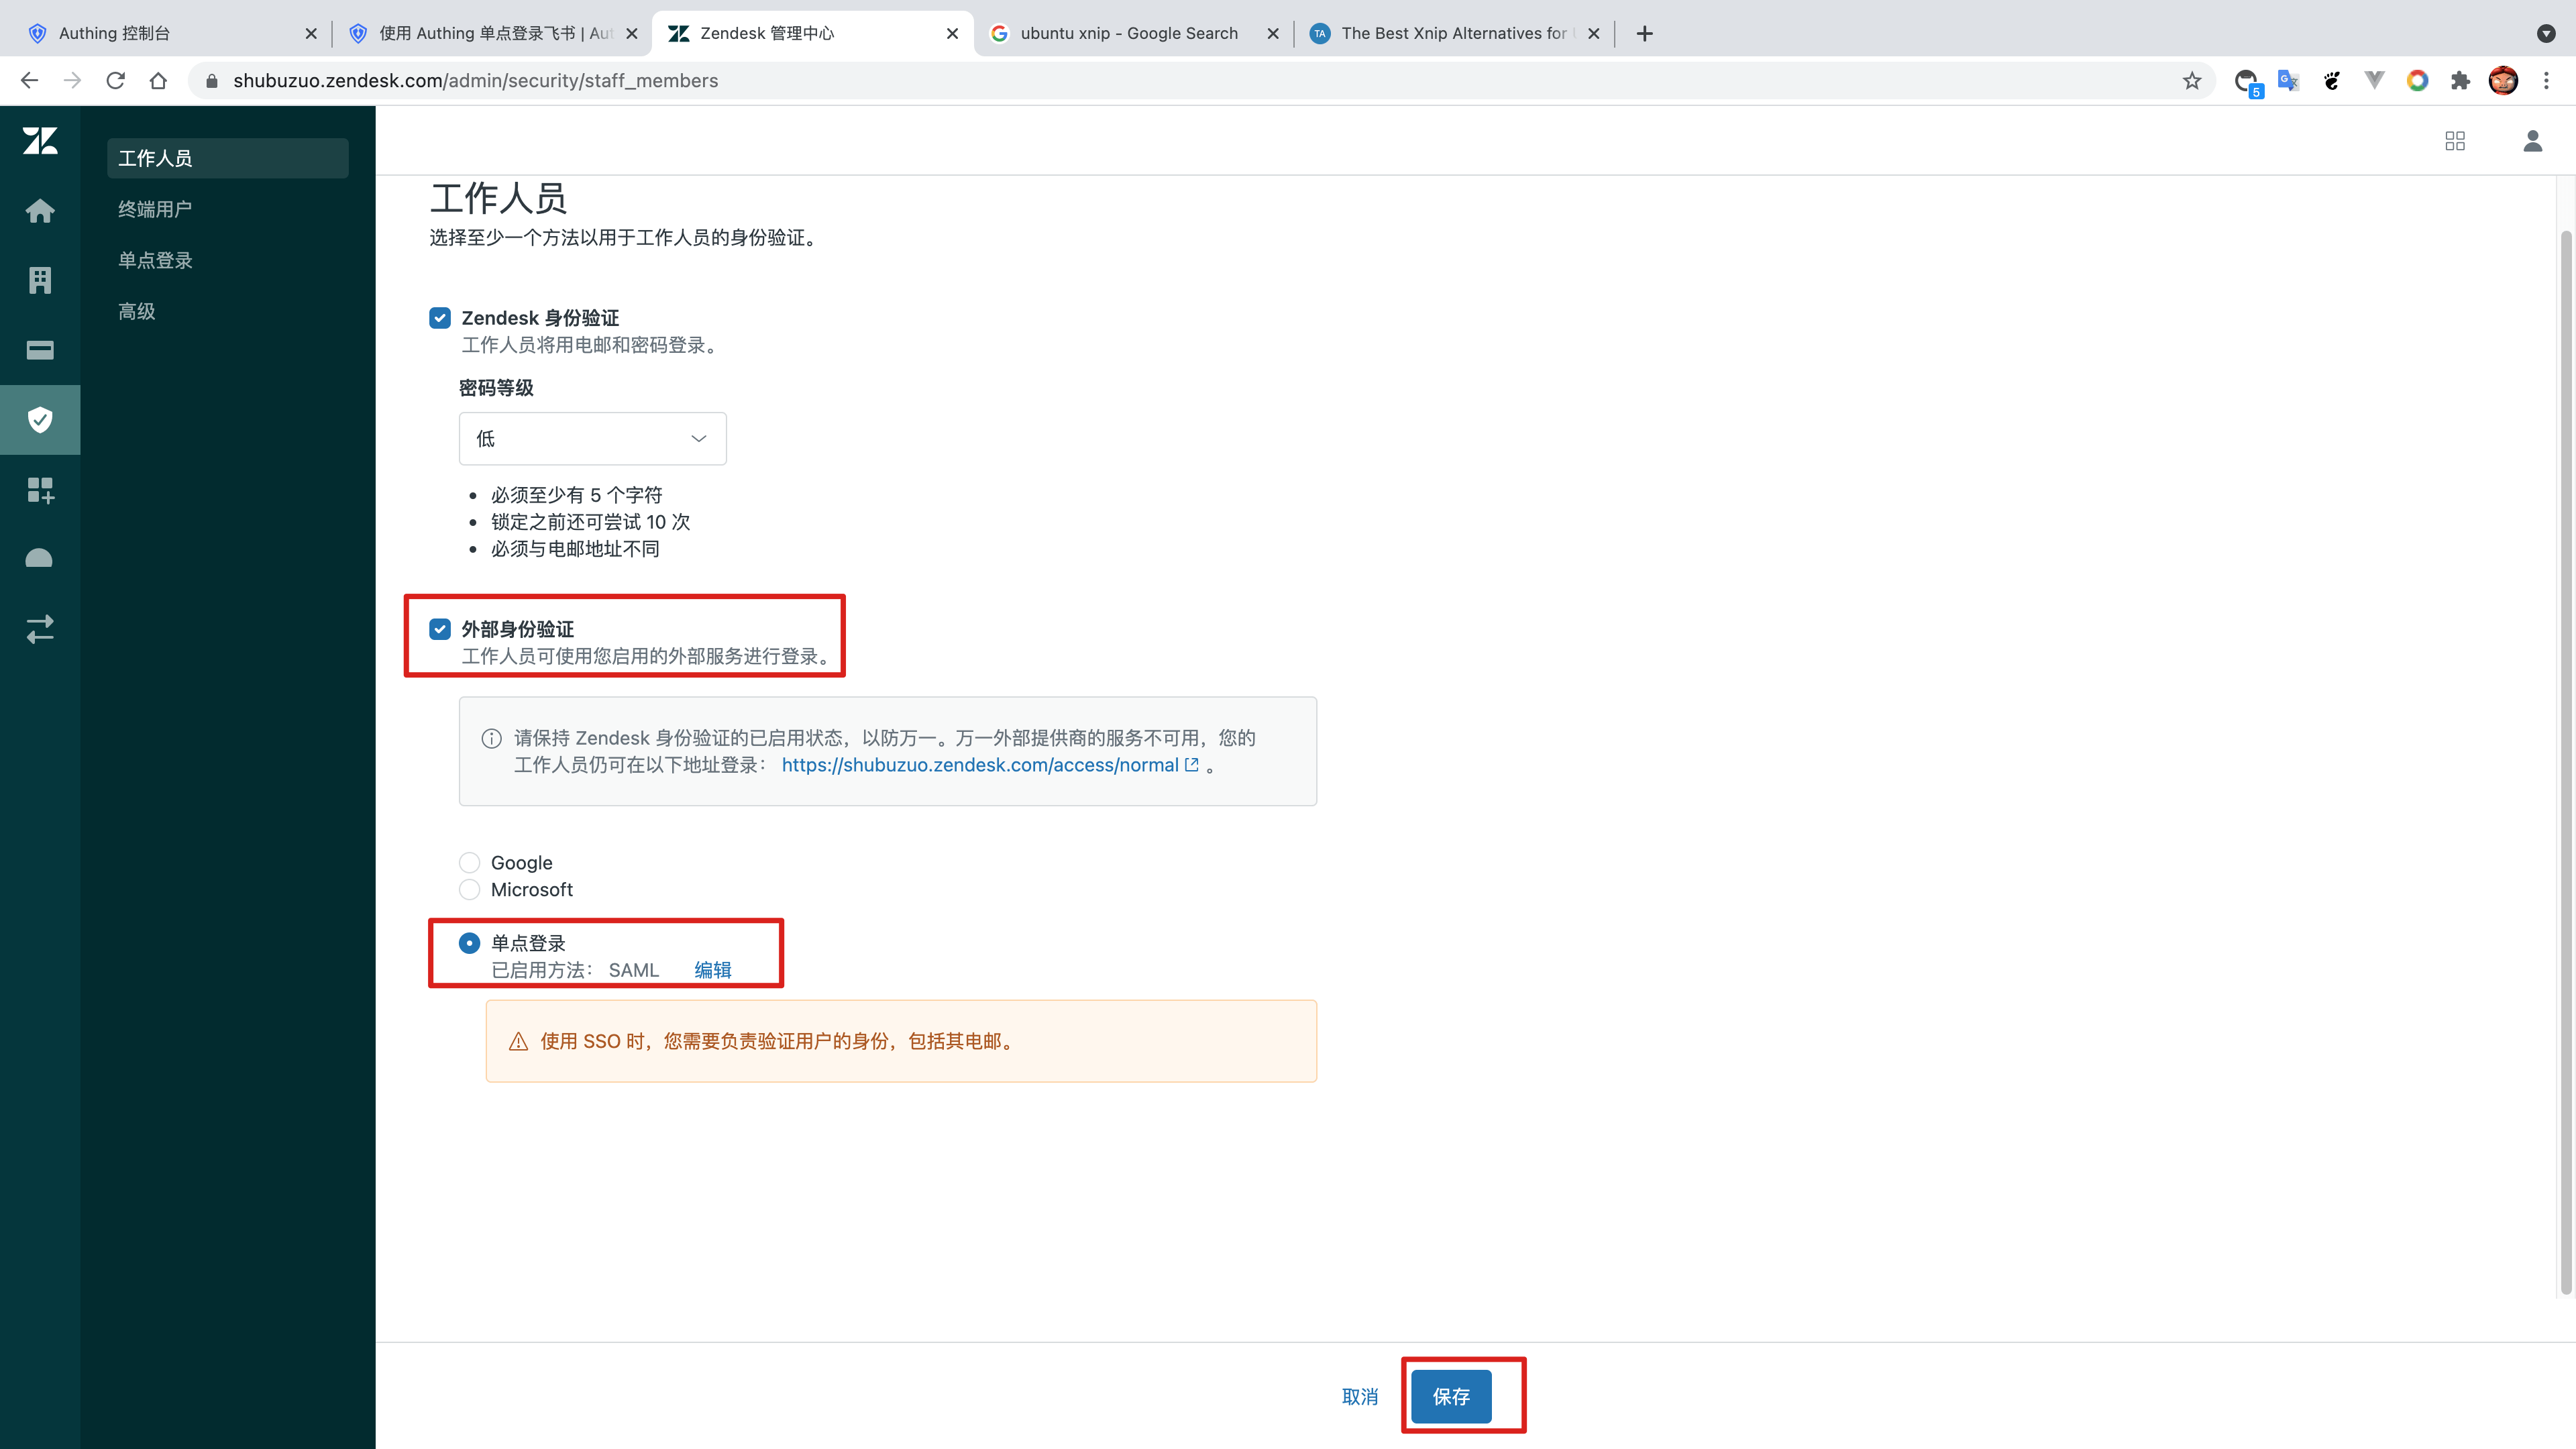 Authing 控制台
使用 Authing 单点登录飞书 | Aut
Zendesk 管理中心
ubuntu xnip - Google Search
TA
The Best Xnip Alternatives for
shubuzuo.zendesk.com/admin/security/staff_members
5
工作人员
终端用户
单点登录
高级
工作人员
选择至少一个方法以用于工作人员的身份验证。
Zendesk 身份验证
工作人员将用电邮和密码登录。
密码等级
低
• 必须至少有 5 个字符
• 锁定之前还可尝试 10 次
• 必须与电邮地址不同
外部身份验证
工作人员可使用您启用的外部服务进行登录。
请保持 Zendesk 身份验证的已启用状态，以防万一。万一外部提供商的服务不可用，您的
工作人员仍可在以下地址登录： https://shubuzuo.zendesk.com/access/normal 。
Google
Microsoft
单点登录
已启用方法： SAML 编辑
使用 SSO 时，您需要负责验证用户的身份，包括其电邮。
取消
保存